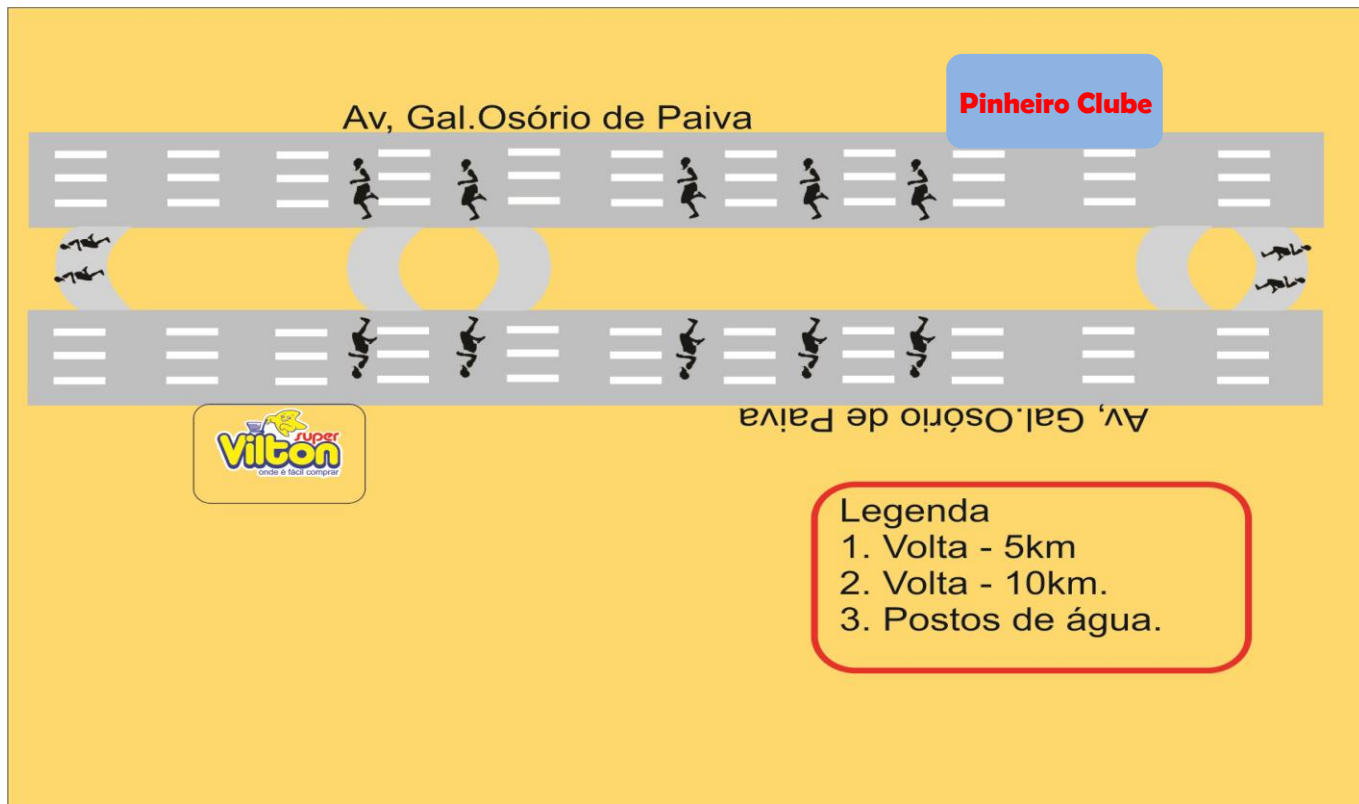 Pinheiro Clube
Av, Gal.Osório de Paiva
super
Vilton
onde é fácil comprar
Av, Gal.Osório de Paiva
Legenda
1. Volta - 5km
2. Volta - 10km.
3. Postos de água.